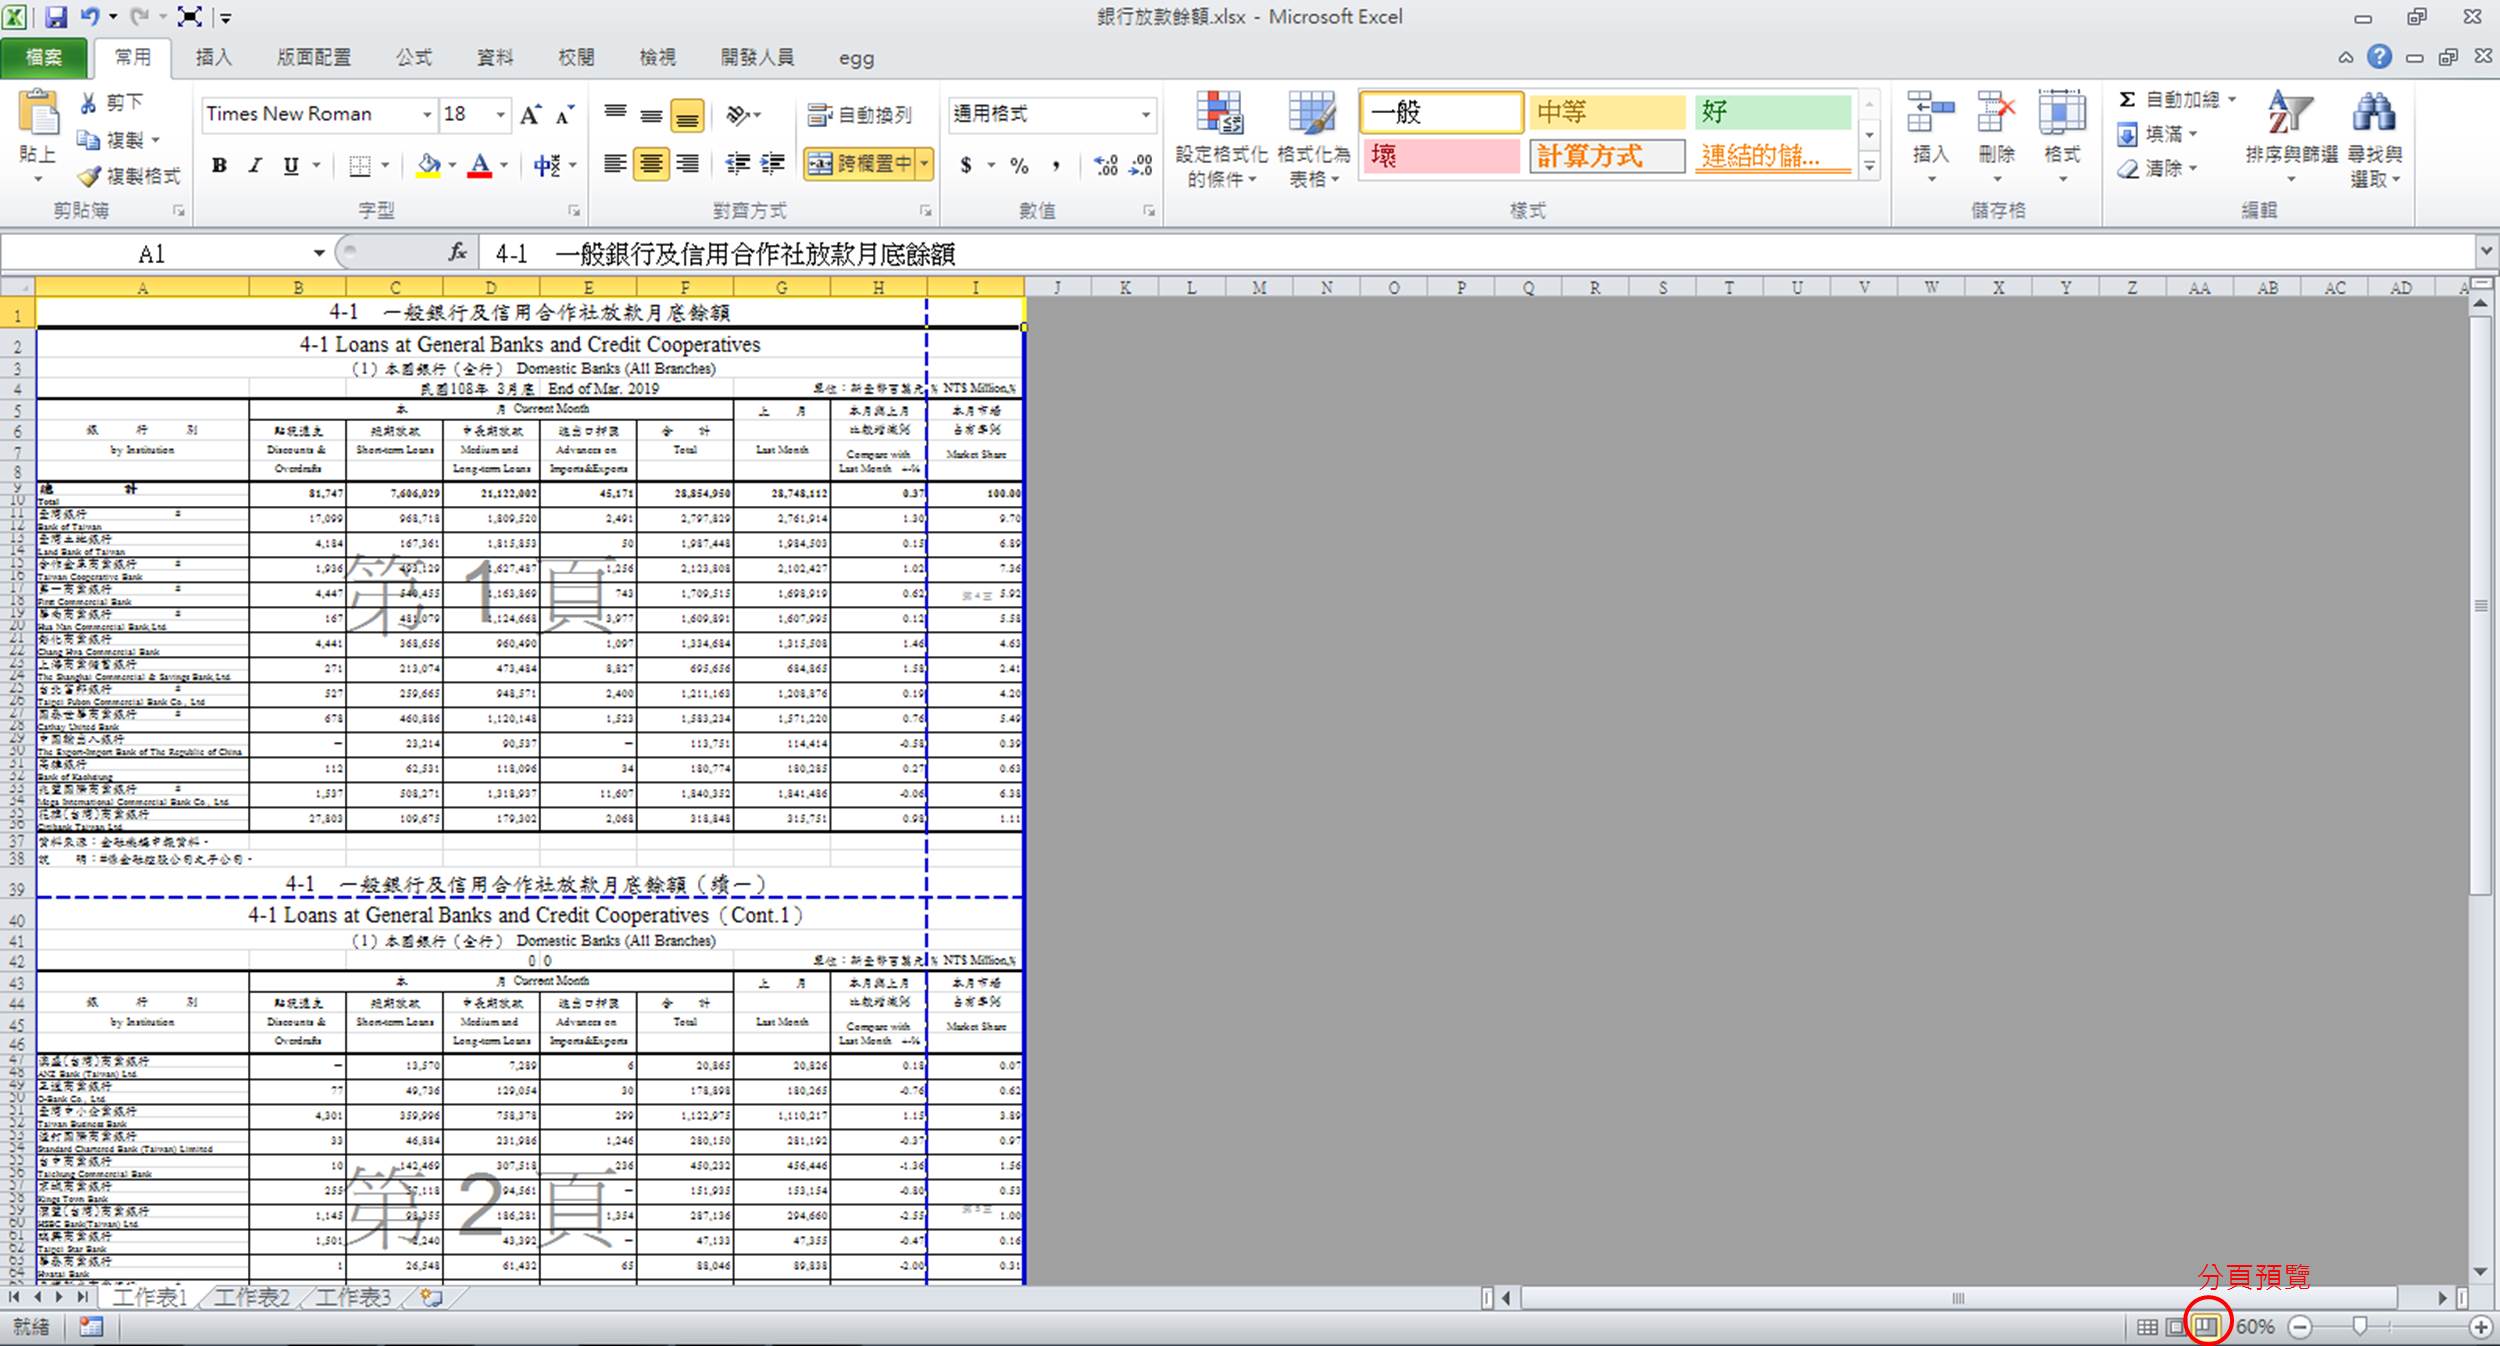 銀行放款餘額.xlsx - Microsoft Excel
檔案 常用 插入 版面配置 公式 資料 校閱 檢視 開發人員 egg
貼上 剪下 複製 複製格式 剪貼簿
Times New Roman 18 字型
自動換列 跨欄置中 對齊方式
通用格式 $ % , 數值
設定格式化的條件 格式化為表格 一般 中等 好 壞 計算方式 連結的儲... 樣式
插入 刪除 格式 儲存格
Σ 自動加總 填滿 清除 排序與篩選 尋找與選取 編輯
A1 fx 4-1 一般銀行及信用合作社放款月底餘額
A B C D E F G H I J K L M N O P Q R S T U V W X Y Z AA AB AC AD
4-1 一般銀行及信用合作社放款月底餘額
4-1 Loans at General Banks and Credit Cooperatives
(1) 本國銀行 (全行) Domestic Banks (All Branches)
民國108年 3月底 End of Mar. 2019 單位：新台幣百萬元 % NT$ Million,%
本 月 Current Month 上 月 本月與上月 本月市場
銀 行 別 貼現透支 短期放款 中長期放款 進出口押匯 合 計 比較增減% 占有率%
by Institution Discounts & Short-term Loans Medium and Advances on Total Last Month Compare with Market Share
Overdrafts Long-term Loans Imports&Exports Last Month +-%
總 計 Total 81,747 7,606,029 21,122,002 45,171 28,854,950 28,748,112 0.37 100.00
臺灣銀行 # Bank of Taiwan 17,099 968,718 1,809,520 2,491 2,797,829 2,761,914 1.30 9.70
臺灣土地銀行 Land Bank of Taiwan 4,184 167,361 1,815,853 50 1,987,448 1,984,503 0.15 6.89
合作金庫商業銀行 # Taiwan Cooperative Bank 1,936 493,129 1,627,487 1,256 2,123,808 2,102,427 1.02 7.36
第一商業銀行 # First Commercial Bank 4,447 540,455 1,163,869 743 1,709,515 1,698,919 0.62 5.92
華南商業銀行 # Hua Nan Commercial Bank,Ltd. 167 481,079 1,124,668 3,977 1,609,891 1,607,995 0.12 5.58
彰化商業銀行 Chang Hwa Commercial Bank 4,441 368,656 960,490 1,097 1,334,684 1,315,508 1.46 4.63
上海商業儲蓄銀行 The Shanghai Commercial & Savings Bank,Ltd. 271 213,074 473,484 8,827 695,656 684,865 1.58 2.41
台北富邦銀行 # Taipei Fubon Commercial Bank Co., Ltd 527 259,665 948,571 2,400 1,211,163 1,208,876 0.19 4.20
國泰世華商業銀行 # Cathay United Bank 678 460,886 1,120,148 1,523 1,583,234 1,571,220 0.76 5.49
中國輸出入銀行 The Export-Import Bank of The Republic of China – 23,214 90,537 – 113,751 114,414 -0.58 0.39
高雄銀行 Bank of Kaohsiung 112 62,531 118,096 34 180,774 180,285 0.27 0.63
兆豐國際商業銀行 # Mega International Commercial Bank Co., Ltd 1,537 508,271 1,318,937 11,607 1,840,352 1,841,486 -0.06 6.38
花旗(台灣)商業銀行 Citibank Taiwan Ltd. 27,803 109,675 179,302 2,068 318,848 315,751 0.98 1.11
第 1 頁
第 4 頁
資料來源：金融機構申報資料。
說 明：#係金融控股公司之子公司。
4-1 一般銀行及信用合作社放款月底餘額 (續一)
4-1 Loans at General Banks and Credit Cooperatives (Cont.1)
(1) 本國銀行 (全行) Domestic Banks (All Branches)
0 0 單位：新台幣百萬元 % NT$ Million,%
本 月 Current Month 上 月 本月與上月 本月市場
銀 行 別 貼現透支 短期放款 中長期放款 進出口押匯 合 計 比較增減% 占有率%
by Institution Discounts & Short-term Loans Medium and Advances on Total Last Month Compare with Market Share
Overdrafts Long-term Loans Imports&Exports Last Month +-%
澳盛(台灣)商業銀行 ANZ Bank (Taiwan) Ltd. – 13,570 7,289 6 20,865 20,826 0.18 0.07
王道商業銀行 O-Bank Co., Ltd. 77 49,736 129,054 30 178,898 180,265 -0.76 0.62
臺灣中小企業銀行 Taiwan Business Bank 4,301 359,996 758,378 299 1,122,975 1,110,217 1.15 3.89
渣打國際商業銀行 Standard Chartered Bank (Taiwan) Limited 33 46,884 231,986 1,246 280,150 281,192 -0.37 0.97
台中商業銀行 Taichung Commercial Bank 10 142,469 307,518 236 450,232 456,446 -1.36 1.56
京城商業銀行 Kings Town Bank 255 57,118 94,561 – 151,935 153,154 -0.80 0.53
滙豐(台灣)商業銀行 HSBC Bank(Taiwan) Ltd. 1,145 98,355 186,281 1,354 287,136 294,660 -2.55 1.00
瑞興商業銀行 Taipei Star Bank 1,501 2,240 43,392 – 47,133 47,355 -0.47 0.16
華泰商業銀行 Hwatai Bank 1 26,548 61,432 65 88,046 89,838 -2.00 0.31
第 2 頁
第 5 頁
工作表1 工作表2 工作表3
分頁預覽
就緒 60%